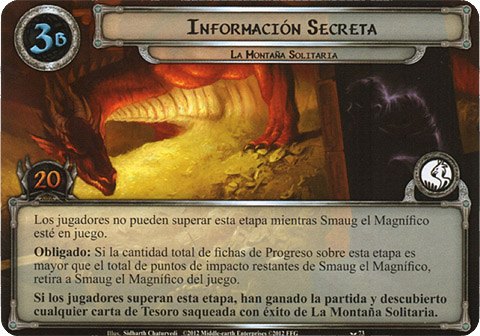 3B
INFORMACIÓN SECRETA
LA MONTAÑA SOLITARIA
20
Los jugadores no pueden superar esta etapa mientras Smaug el Magnífico
esté en juego.
Obligado: Si la cantidad total de fichas de Progreso sobre esta etapa es
mayor que el total de puntos de impacto restantes de Smaug el Magnífico,
retira a Smaug el Magnífico del juego.
Si los jugadores superan esta etapa, han ganado la partida y descubierto
cualquier carta de Tesoro saqueada con éxito de La Montaña Solitaria.
Illus. Sidharth Chaturvedi ©2012 Middle-earth Enterprises ©2012 FFG 73